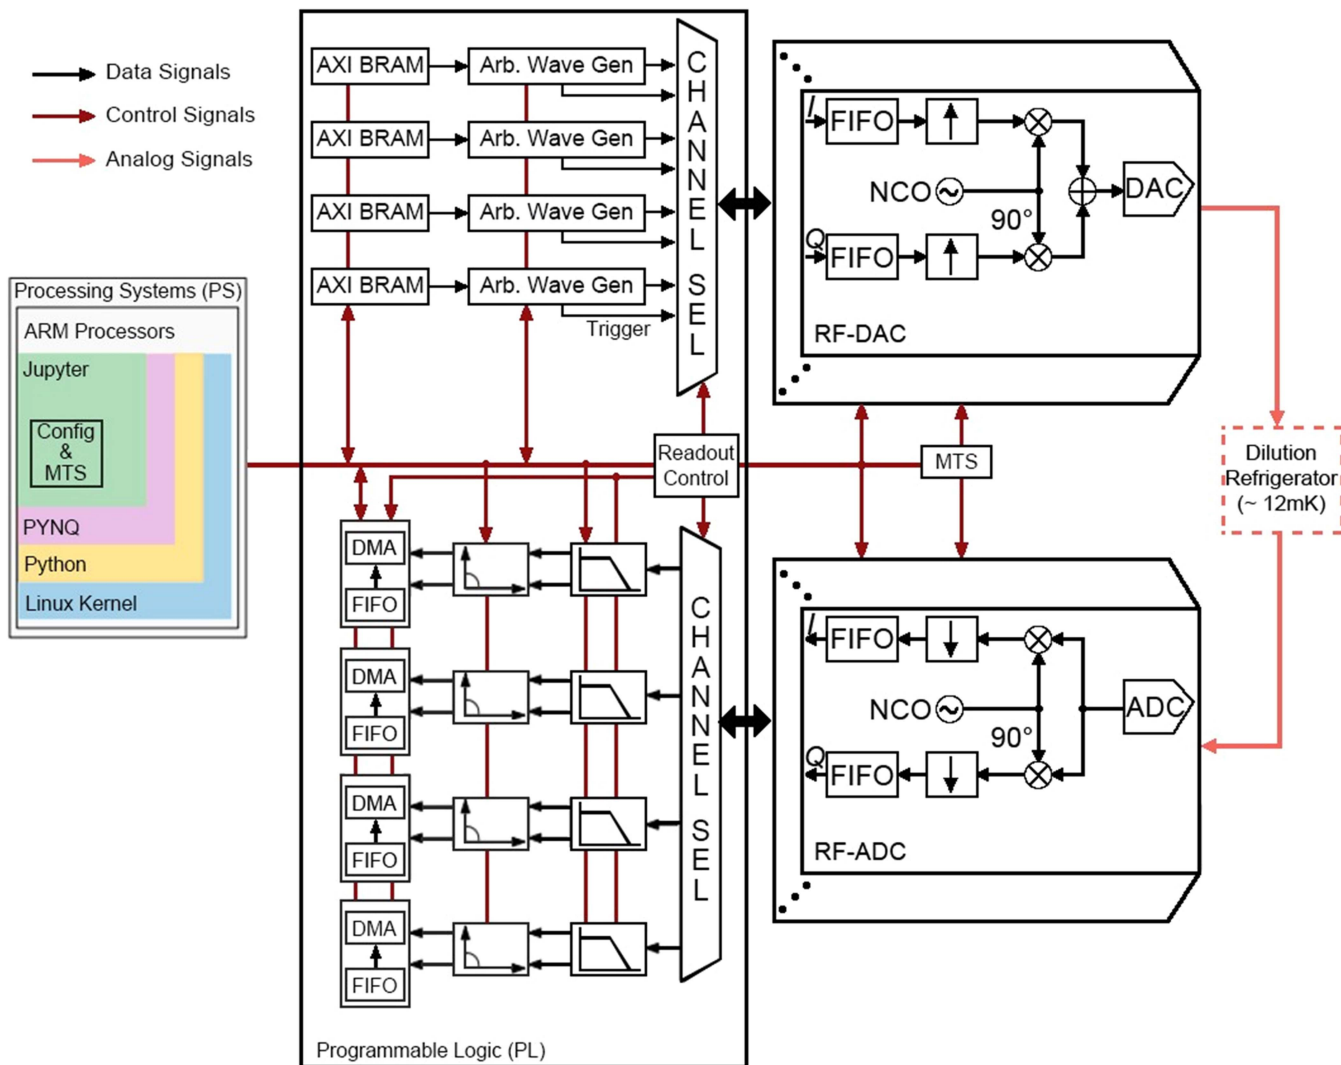 Data Signals
Control Signals
Analog Signals
Processing Systems (PS)
ARM Processors
Jupyter
Config
&
MTS
PYNQ
Python
Linux Kernel
AXI BRAM
Arb. Wave Gen
AXI BRAM
Arb. Wave Gen
AXI BRAM
Arb. Wave Gen
AXI BRAM
Arb. Wave Gen
Trigger
CHANNEL SEL
Readout
Control
DMA
FIFO
DMA
FIFO
DMA
FIFO
DMA
FIFO
CHANNEL SEL
Programmable Logic (PL)
I
FIFO
NCO
90°
DAC
Q
FIFO
RF-DAC
MTS
Dilution
Refrigerator
(~ 12mK)
I
FIFO
NCO
90°
ADC
Q
FIFO
RF-ADC